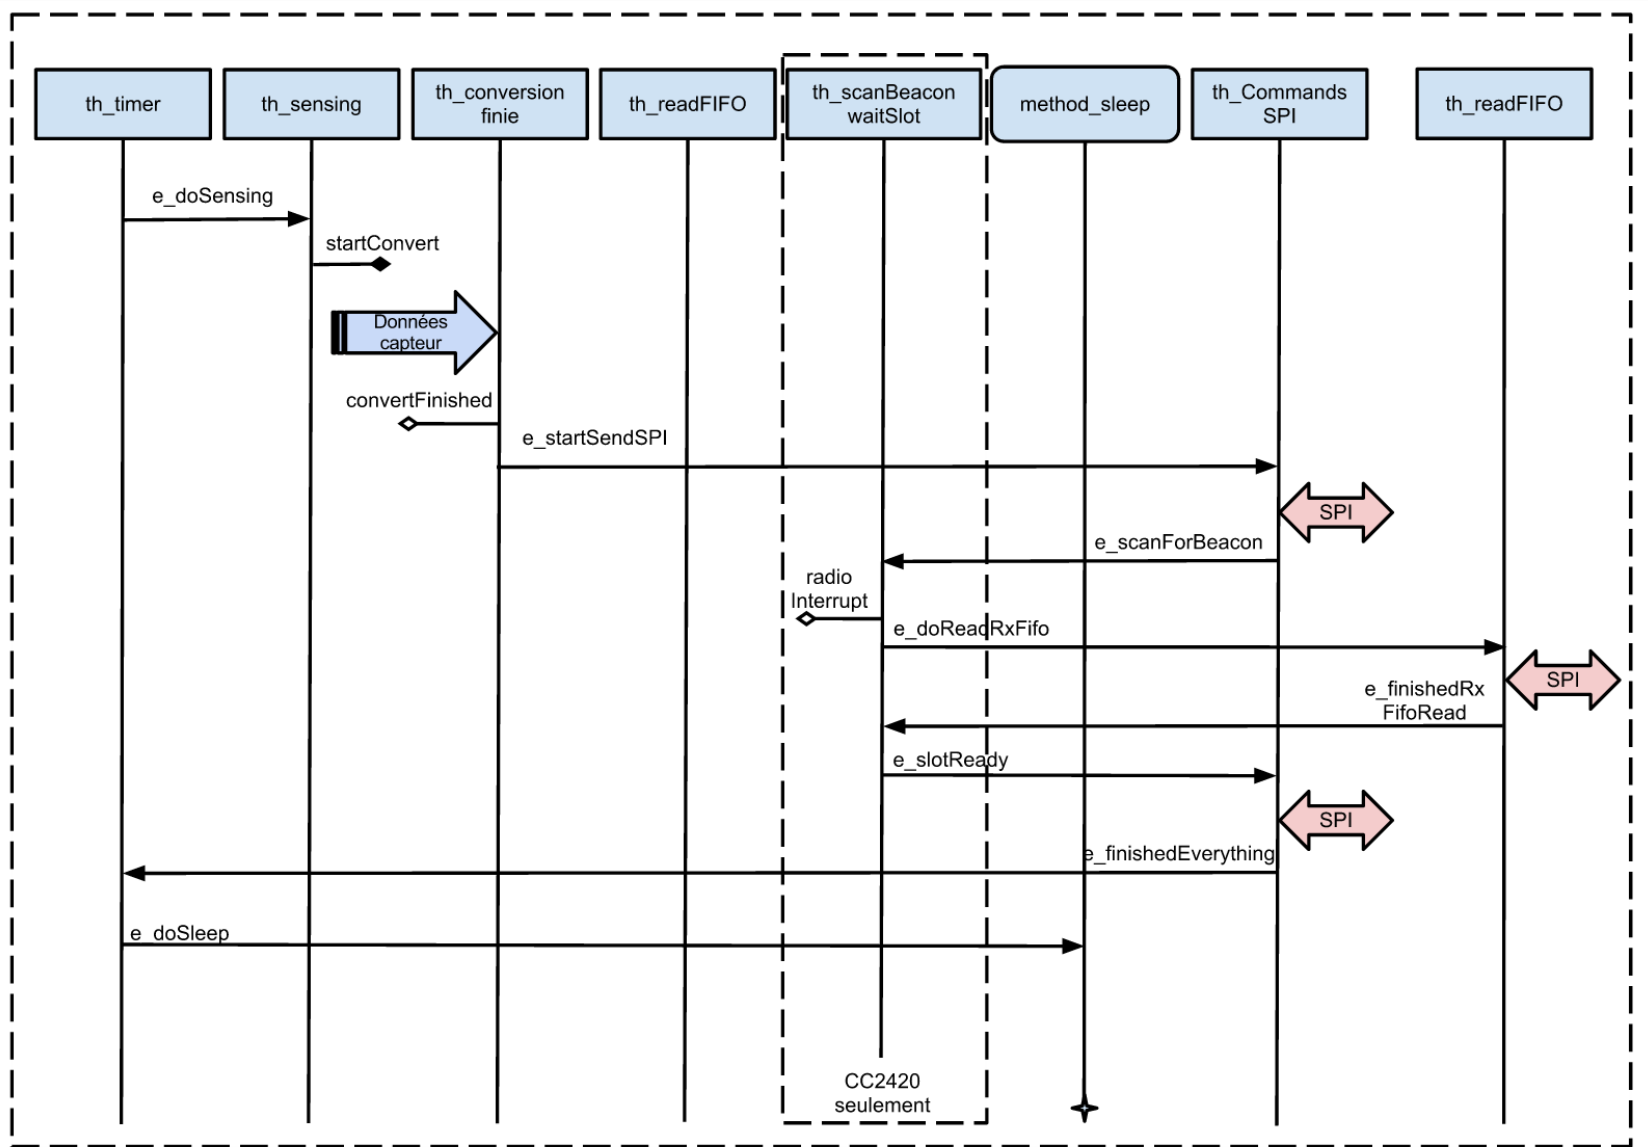 th_timer
th_sensing
th_conversion
finie
th_readFIFO
th_scanBeacon
waitSlot
method_sleep
th_Commands
SPI
th_readFIFO
e_doSensing
startConvert
Données
capteur
convertFinished
e_startSendSPI
SPI
e_scanForBeacon
radio
Interrupt
e_doReadRxFifo
SPI
e_finishedRx
FifoRead
e_slotReady
SPI
e_finishedEverything
e_doSleep
CC2420
seulement